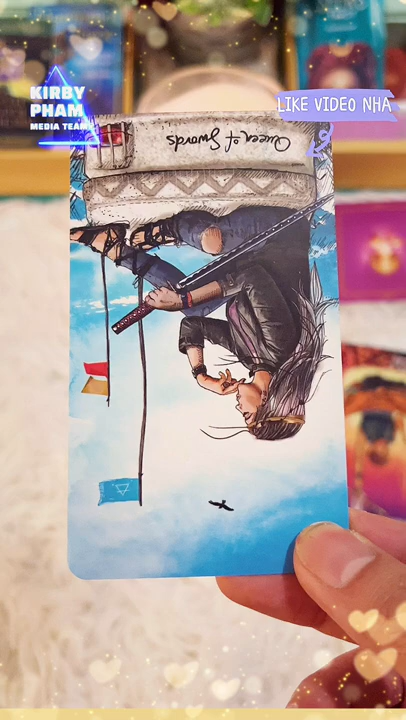 KIRBY
PHAM
MEDIA TEAM
LIKE VIDEO NHA
Queen of Swords